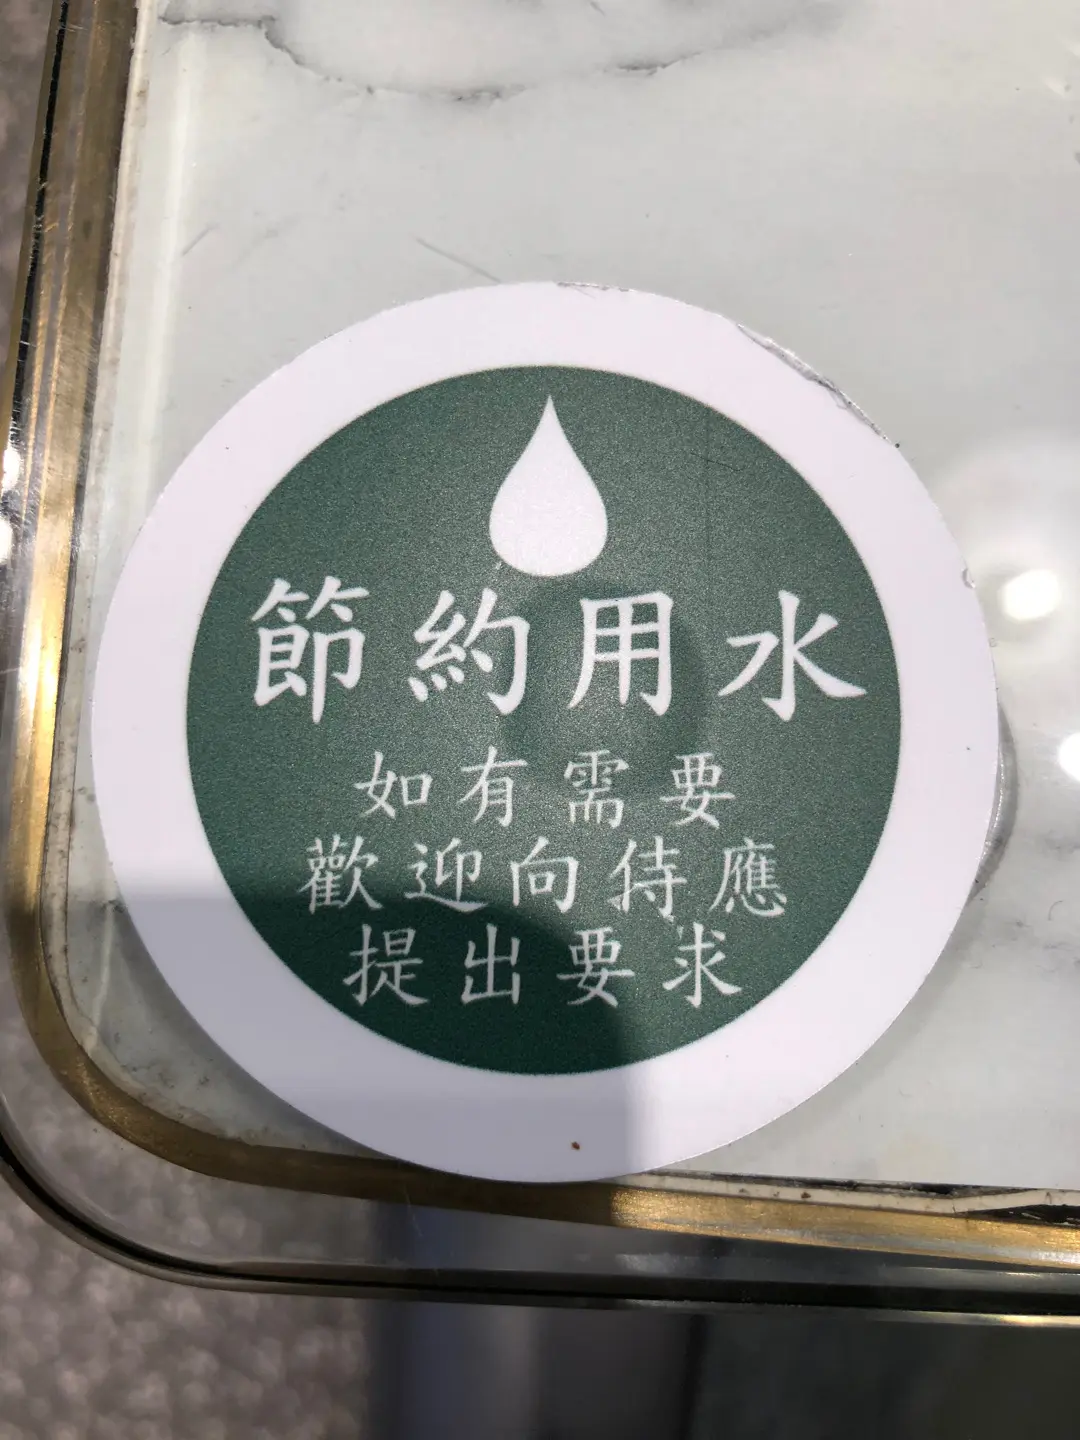 節約用水
如有需要
歡迎向侍應
提出要求